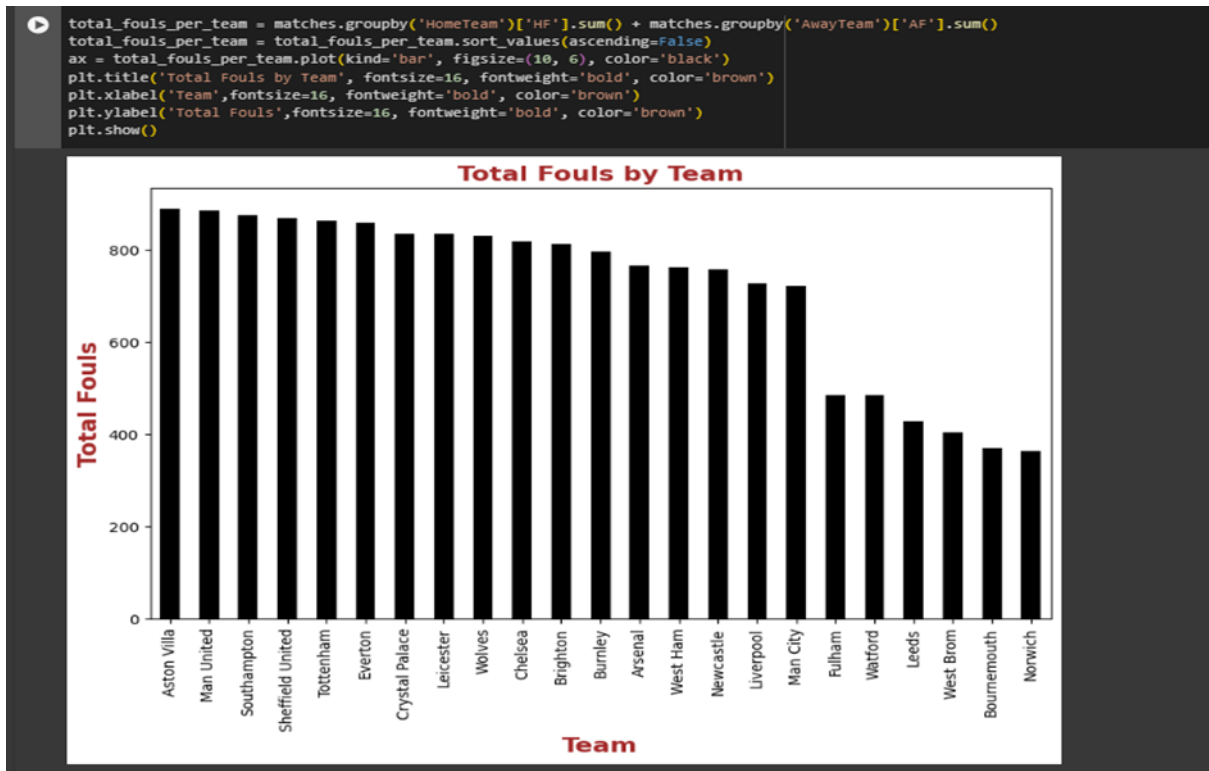 total_fouls_per_team = matches.groupby('HomeTeam')['HF'].sum() + matches.groupby('AwayTeam')['AF'].sum()
total_fouls_per_team = total_fouls_per_team.sort_values(ascending=False)
ax = total_fouls_per_team.plot(kind='bar', figsize=(10, 6), color='black')
plt.title('Total Fouls by Team', fontsize=16, fontweight='bold', color='brown')
plt.xlabel('Team',fontsize=16, fontweight='bold', color='brown')
plt.ylabel('Total Fouls',fontsize=16, fontweight='bold', color='brown')
plt.show()
Total Fouls by Team
Total Fouls
800
600
400
200
0
Aston Villa
Man United
Southampton
Sheffield United
Tottenham
Everton
Crystal Palace
Leicester
Wolves
Chelsea
Brighton
Burnley
Arsenal
West Ham
Newcastle
Liverpool
Man City
Fulham
Watford
Leeds
West Brom
Bournemouth
Norwich
Team